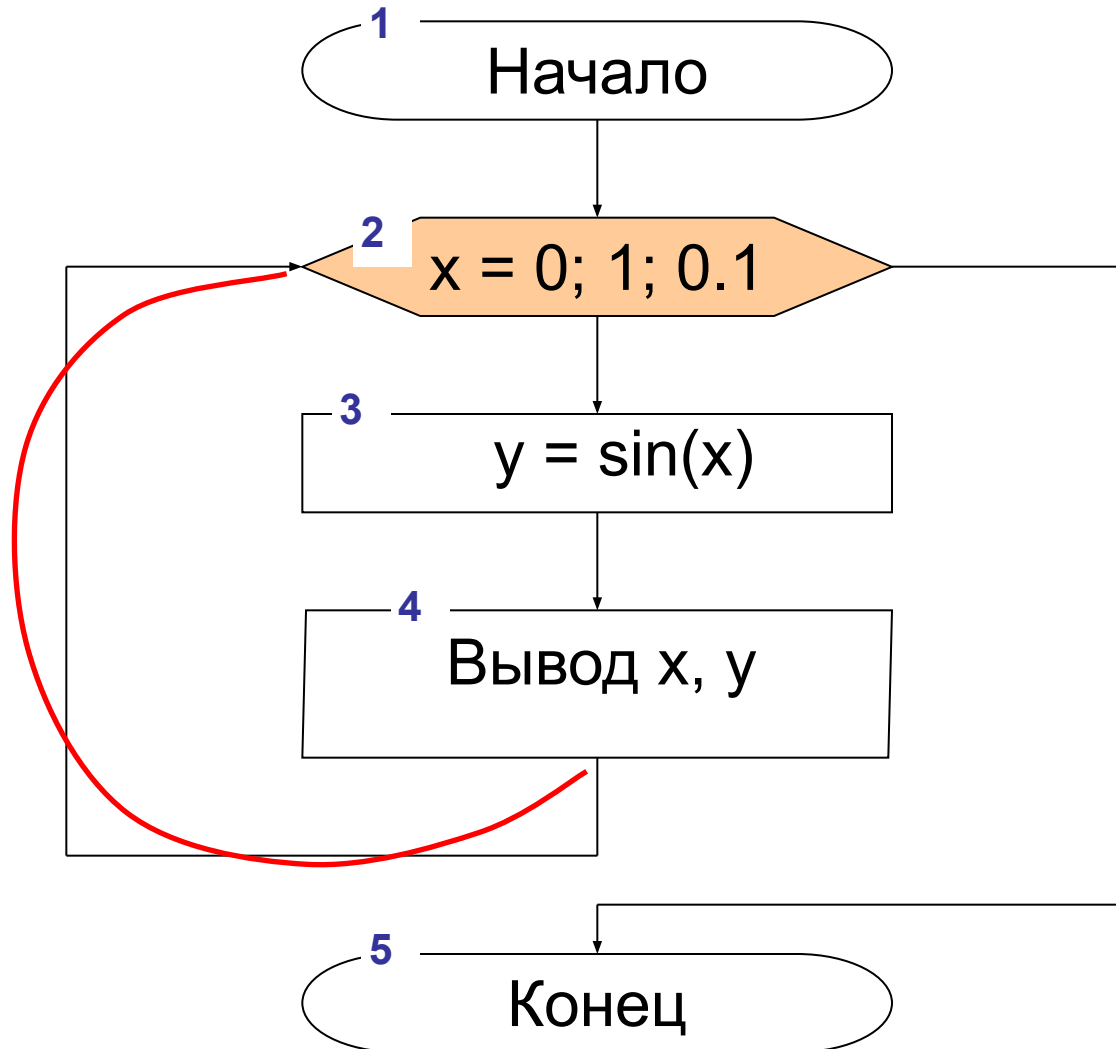 1
Начало
2
x = 0; 1; 0.1
3
y = sin(x)
4
Вывод x, y
5
Конец